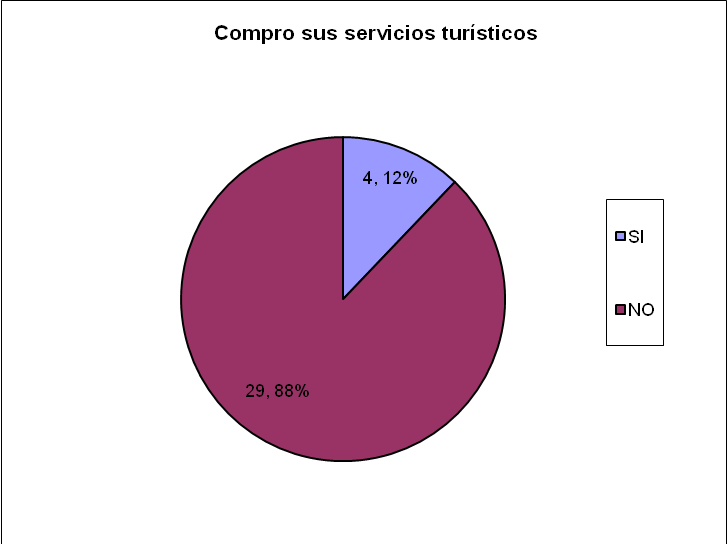 Compro sus servicios turísticos
4, 12%
SI
NO
29, 88%